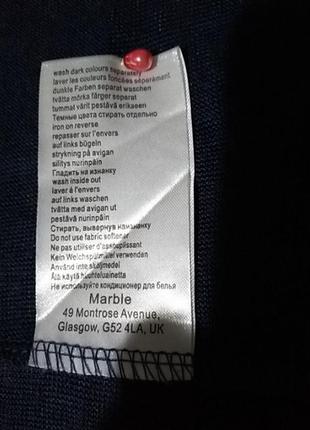 wash dark colours separately
laver les couleures foncées séparément
dunkle Farben separat waschen
tvätta mörka färger separat
tummat värit pestävä erikseen
Темные цвета стирать отдельно
iron on reverse
repasser sur l'envers
auf links bügeln
strykning på avigan
silitys nurinpäin
Гладить на изнанку
wash inside out
laver á l'envers
auf links waschen
tvätta med avigan ut
pestävä nurinpäin
Стирать, вывернув наизнанку
Do not use fabric softener
Ne pas utiliser d'assouplissant
Kein Weichspülmittel verwenden
Använd inte sköljmedel
Älä käytä huuhteluainetta
Не используйте кондиционер для белья
Marble
49 Montrose Avenue,
Glasgow, G52 4LA, UK